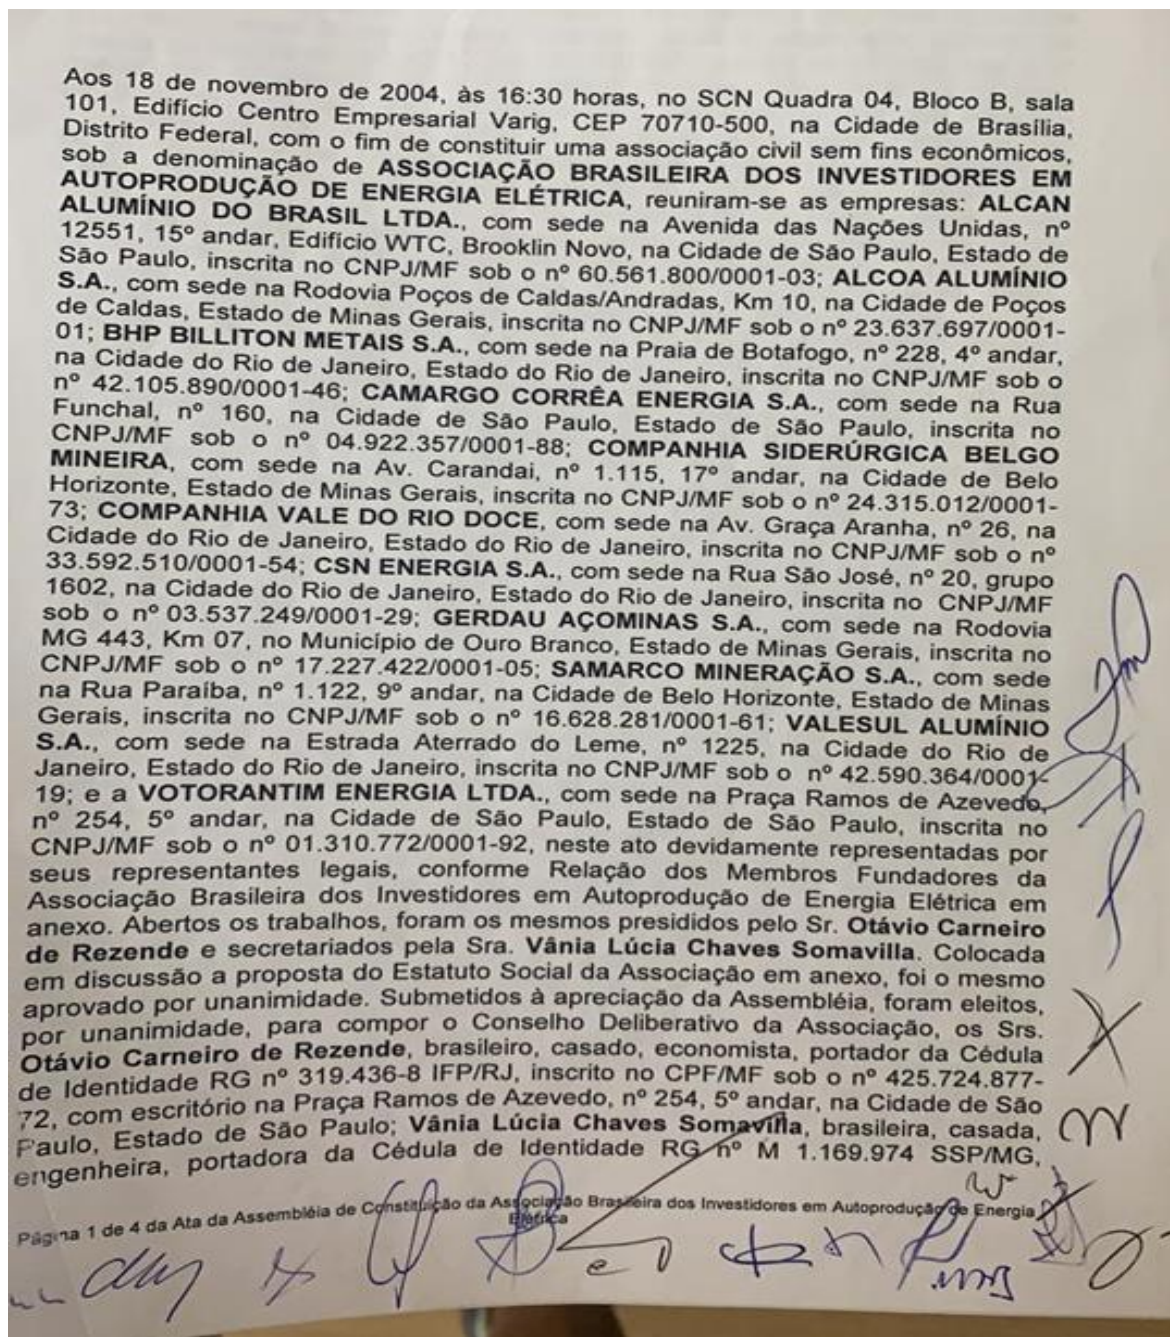 Aos 18 de novembro de 2004, às 16:30 horas, no SCN Quadra 04, Bloco B, sala
101, Edifício Centro Empresarial Varig, CEP 70710-500, na Cidade de Brasília,
Distrito Federal, com o fim de constituir uma associação civil sem fins econômicos,
sob a denominação de ASSOCIAÇÃO BRASILEIRA DOS INVESTIDORES EM
AUTOPRODUÇÃO DE ENERGIA ELÉTRICA, reuniram-se as empresas: ALCAN
ALUMÍNIO DO BRASIL LTDA., com sede na Avenida das Nações Unidas, nº
12551, 15º andar, Edifício WTC, Brooklin Novo, na Cidade de São Paulo, Estado de
São Paulo, inscrita no CNPJ/MF sob o nº 60.561.800/0001-03; ALCOA ALUMÍNIO
S.A., com sede na Rodovia Poços de Caldas/Andradas, Km 10, na Cidade de Poços
de Caldas, Estado de Minas Gerais, inscrita no CNPJ/MF sob o nº 23.637.697/0001-
01; BHP BILLITON METAIS S.A., com sede na Praia de Botafogo, nº 228, 4º andar,
na Cidade do Rio de Janeiro, Estado do Rio de Janeiro, inscrita no CNPJ/MF sob o
nº 42.105.890/0001-46; CAMARGO CORRÊA ENERGIA S.A., com sede na Rua
Funchal, nº 160, na Cidade de São Paulo, Estado de São Paulo, inscrita no
CNPJ/MF sob o nº 04.922.357/0001-88; COMPANHIA SIDERÚRGICA BELGO
MINEIRA, com sede na Av. Carandai, nº 1.115, 17º andar, na Cidade de Belo
Horizonte, Estado de Minas Gerais, inscrita no CNPJ/MF sob o nº 24.315.012/0001-
73; COMPANHIA VALE DO RIO DOCE, com sede na Av. Graça Aranha, nº 26, na
Cidade do Rio de Janeiro, Estado do Rio de Janeiro, inscrita no CNPJ/MF sob o nº
33.592.510/0001-54; CSN ENERGIA S.A., com sede na Rua São José, nº 20, grupo
1602, na Cidade do Rio de Janeiro, Estado do Rio de Janeiro, inscrita no CNPJ/MF
sob o nº 03.537.249/0001-29; GERDAU AÇOMINAS S.A., com sede na Rodovia
MG 443, Km 07, no Município de Ouro Branco, Estado de Minas Gerais, inscrita no
CNPJ/MF sob o nº 17.227.422/0001-05; SAMARCO MINERAÇÃO S.A., com sede
na Rua Paraíba, nº 1.122, 9º andar, na Cidade de Belo Horizonte, Estado de Minas
Gerais, inscrita no CNPJ/MF sob o nº 16.628.281/0001-61; VALESUL ALUMÍNIO
S.A., com sede na Estrada Aterrado do Leme, nº 1225, na Cidade do Rio de
Janeiro, Estado do Rio de Janeiro, inscrita no CNPJ/MF sob o nº 42.590.364/0001-
19; e a VOTORANTIM ENERGIA LTDA., com sede na Praça Ramos de Azevedo,
nº 254, 5º andar, na Cidade de São Paulo, Estado de São Paulo, inscrita no
CNPJ/MF sob o nº 01.310.772/0001-92, neste ato devidamente representadas por
seus representantes legais, conforme Relação dos Membros Fundadores da
Associação Brasileira dos Investidores em Autoprodução de Energia Elétrica em
anexo. Abertos os trabalhos, foram os mesmos presididos pelo Sr. Otávio Carneiro
de Rezende e secretariados pela Sra. Vânia Lúcia Chaves Somavilla. Colocada
em discussão a proposta do Estatuto Social da Associação em anexo, foi o mesmo
aprovado por unanimidade. Submetidos à apreciação da Assembléia, foram eleitos,
por unanimidade, para compor o Conselho Deliberativo da Associação, os Srs.
Otávio Carneiro de Rezende, brasileiro, casado, economista, portador da Cédula
de Identidade RG nº 319.436-8 IFP/RJ, inscrito no CPF/MF sob o nº 425.724.877-
72, com escritório na Praça Ramos de Azevedo, nº 254, 5º andar, na Cidade de São
Paulo, Estado de São Paulo; Vânia Lúcia Chaves Somavilla, brasileira, casada,
engenheira, portadora da Cédula de Identidade RG nº M 1.169.974 SSP/MG,
Página 1 de 4 da Ata da Assembléia de Constituição da Associação Brasileira dos Investidores em Autoprodução de Energia
Elétrica